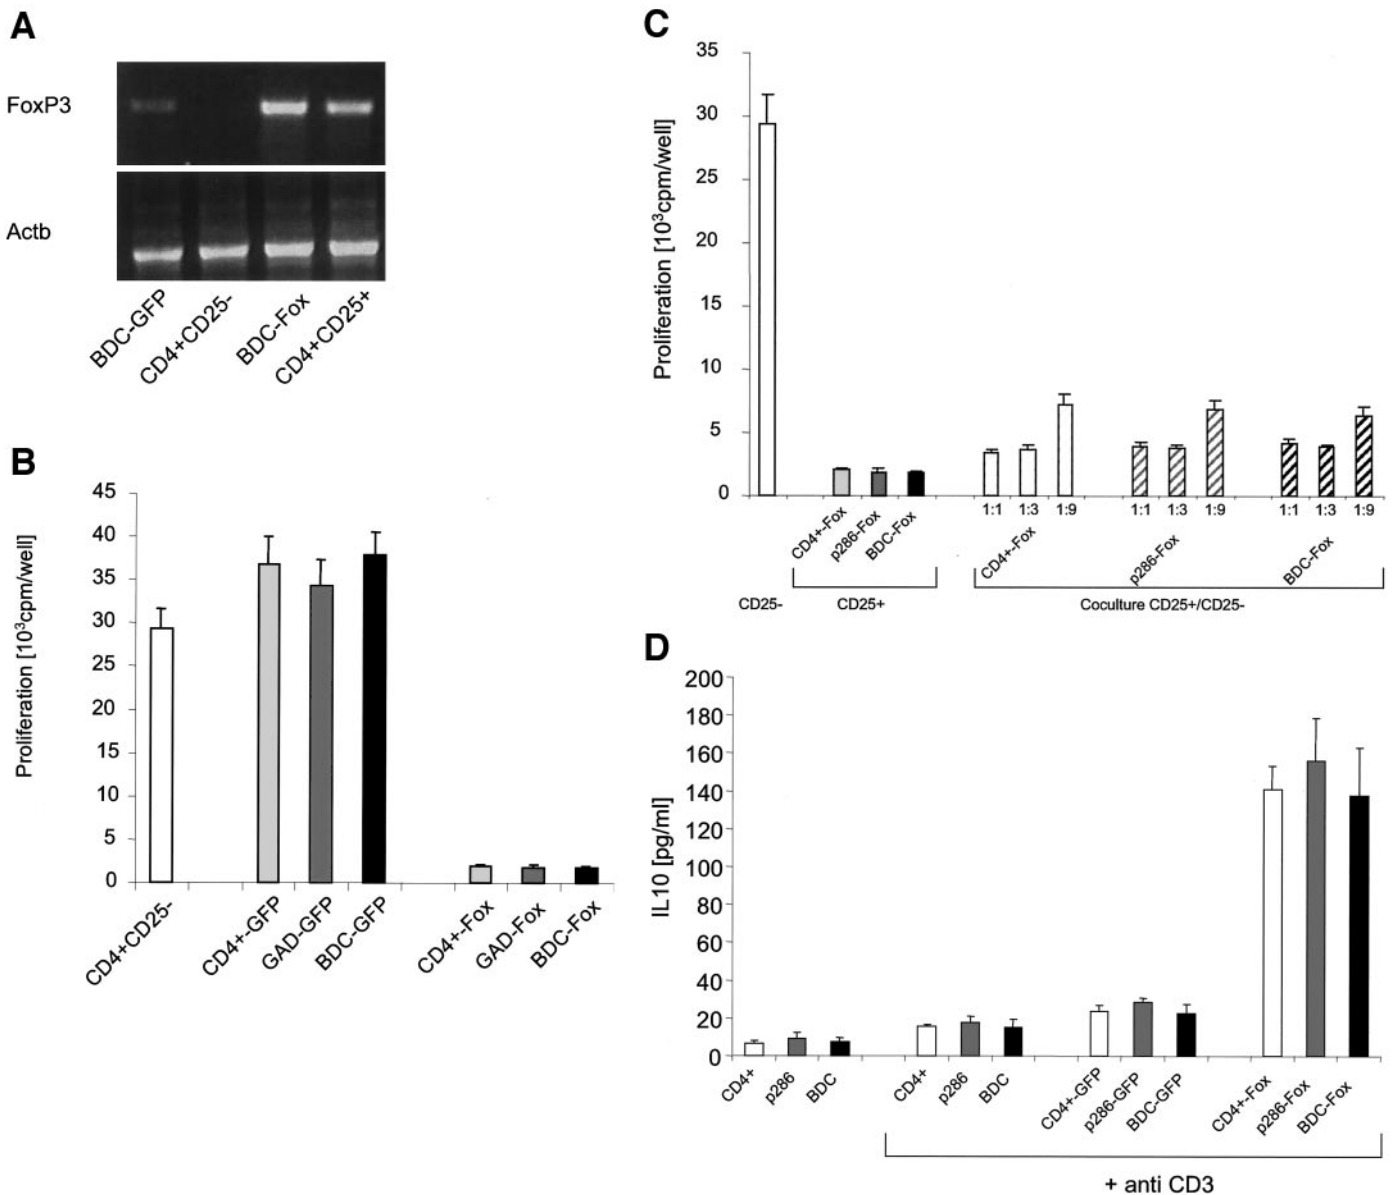 A
FoxP3
Actb
BDC-GFP
CD4+CD25-
BDC-Fox
CD4+CD25+
B
Proliferation [10³cpm/well]
45
40
35
30
25
20
15
10
5
0
CD4+CD25-
CD4+-GFP
GAD-GFP
BDC-GFP
CD4+-Fox
GAD-Fox
BDC-Fox
C
Proliferation [10³cpm/well]
35
30
25
20
15
10
5
0
CD4+-Fox
p286-Fox
BDC-Fox
1:1 1:3 1:9
1:1 1:3 1:9
1:1 1:3 1:9
CD4+-Fox
p286-Fox
BDC-Fox
CD25-
CD25+
Coculture CD25+/CD25-
D
IL10 [pg/ml]
200
180
160
140
120
100
80
60
40
20
0
CD4+
p286
BDC
CD4+
p286
BDC
CD4+-GFP
p286-GFP
BDC-GFP
CD4+-Fox
p286-Fox
BDC-Fox
+ anti CD3